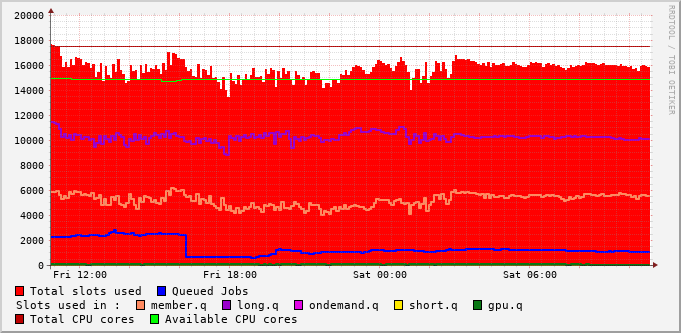 20000
18000
16000
14000
12000
10000
8000
6000
4000
2000
0
Fri 12:00 Fri 18:00 Sat 00:00 Sat 06:00
RRDTOOL / TOBI OETIKER
Total slots used Queued Jobs
Slots used in : member.q long.q ondemand.q short.q gpu.q
Total CPU cores Available CPU cores